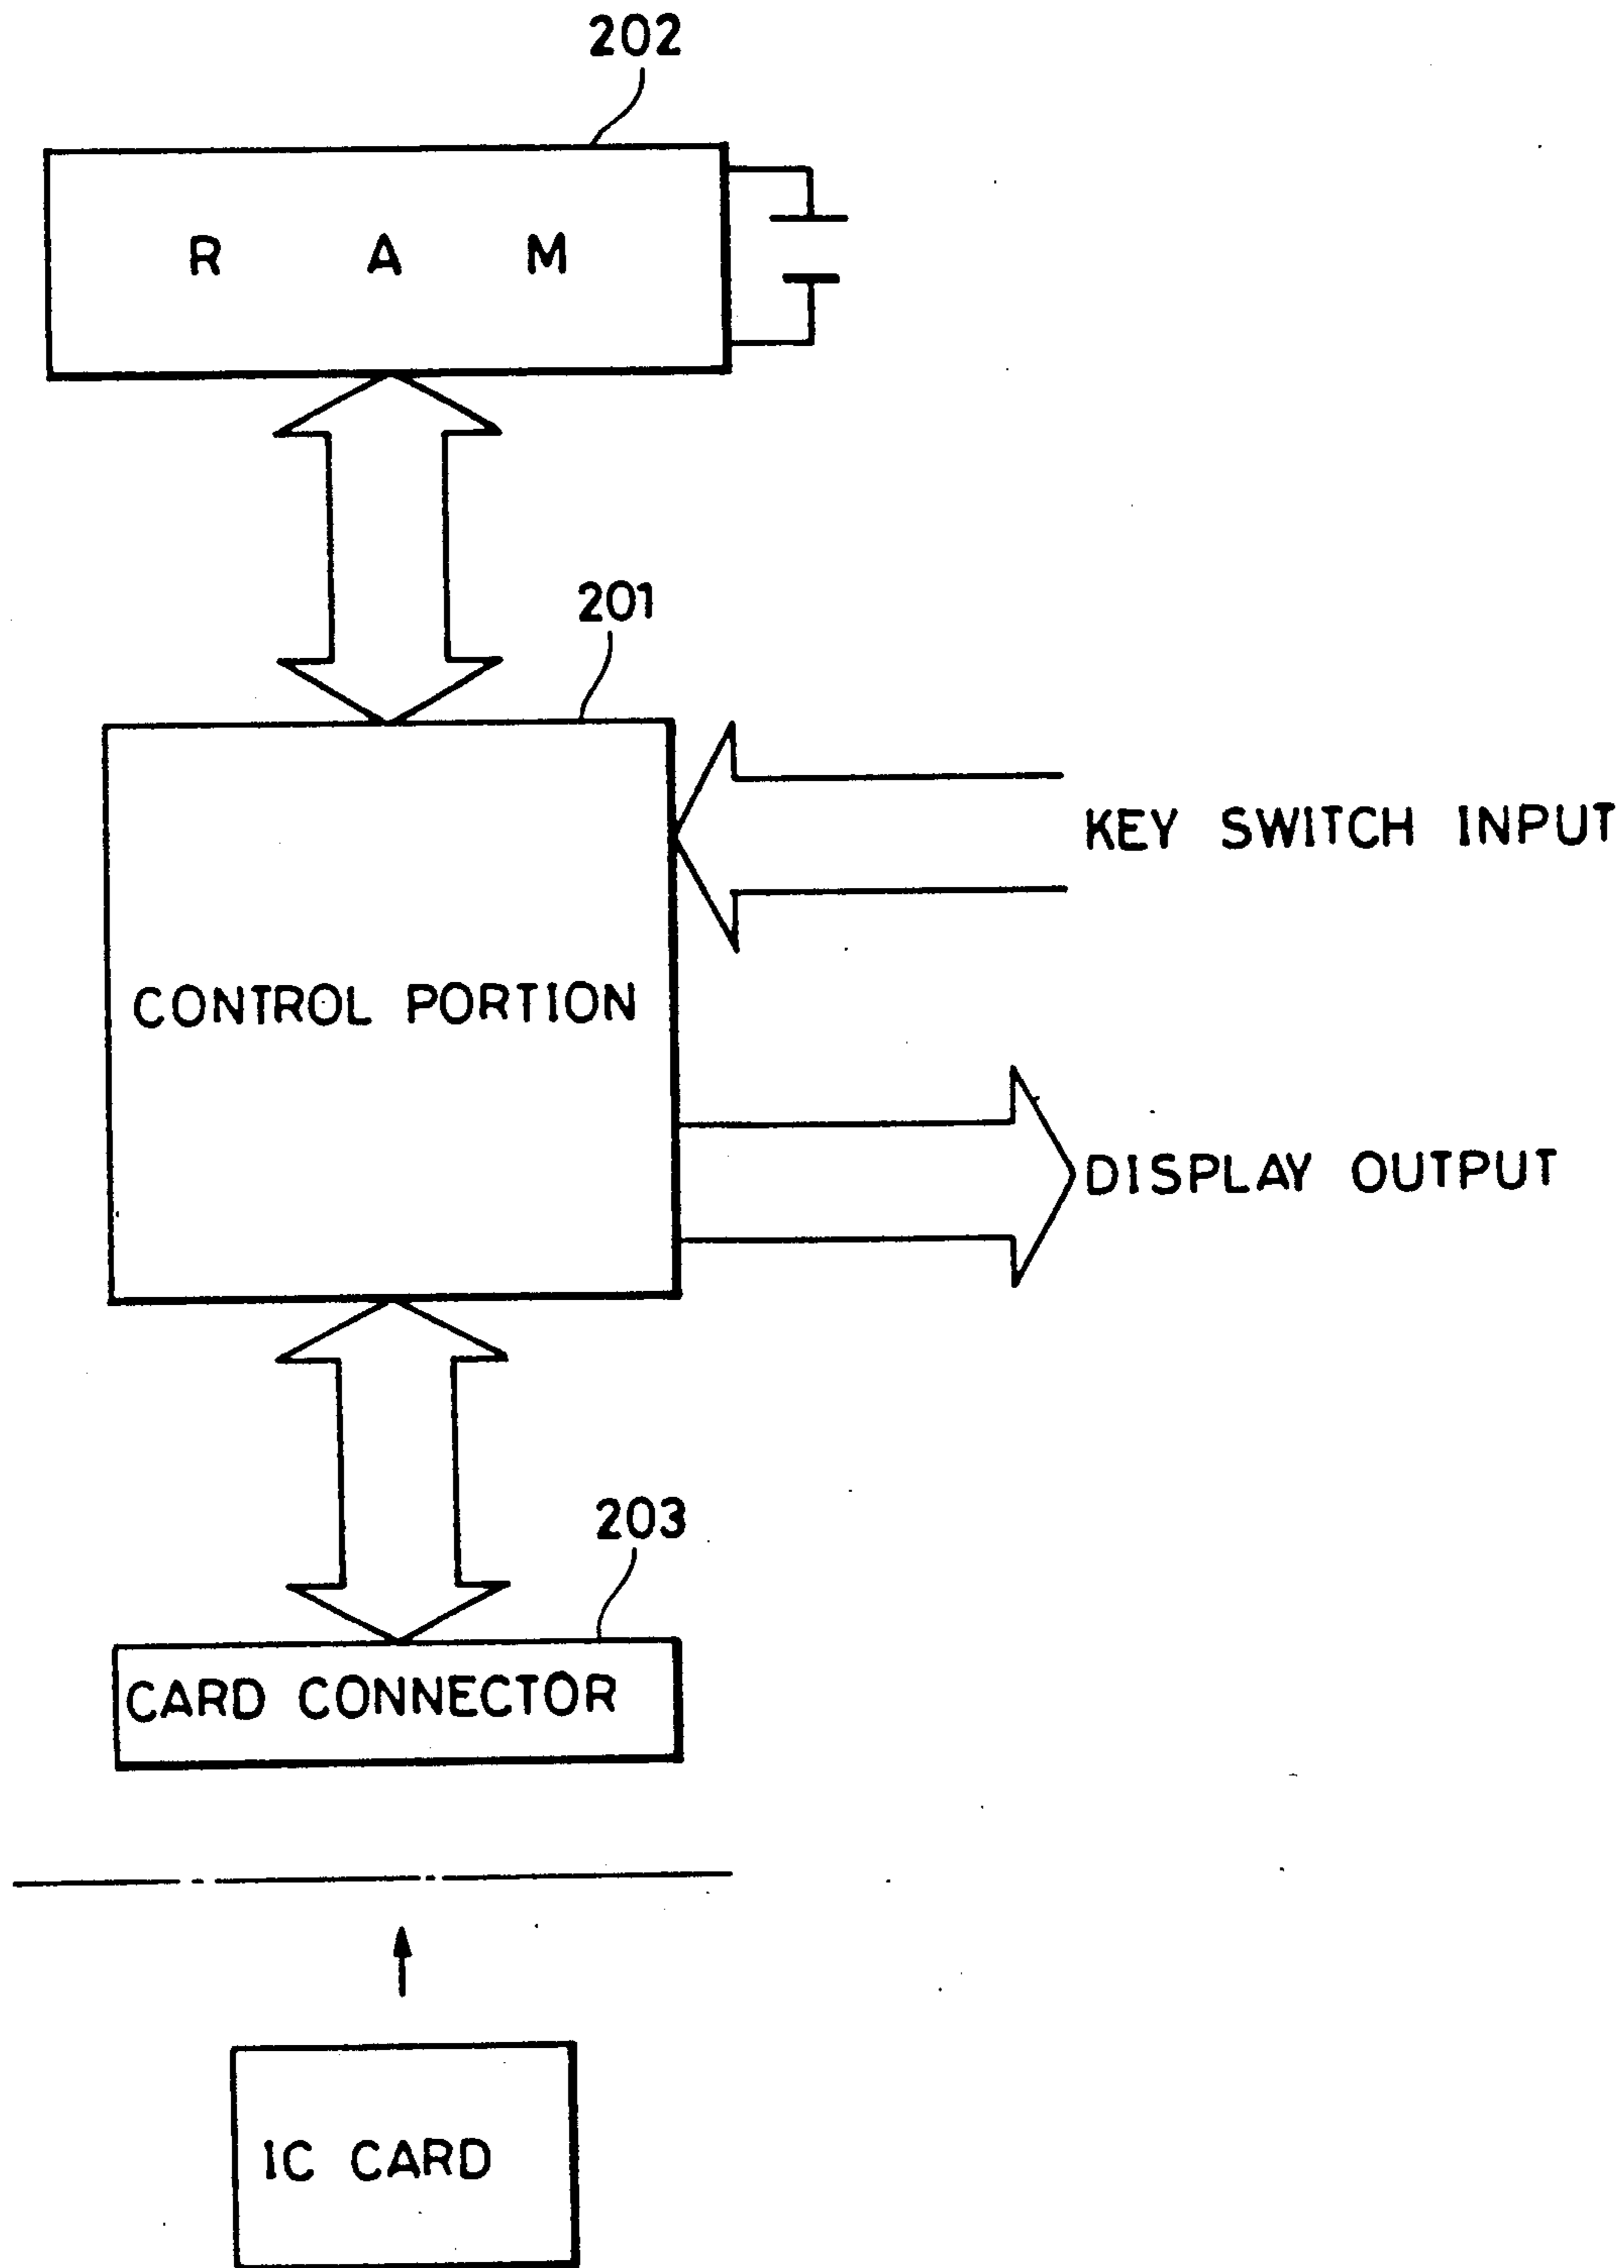 202
R A M
201
KEY SWITCH INPUT
CONTROL PORTION
DISPLAY OUTPUT
203
CARD CONNECTOR
IC CARD